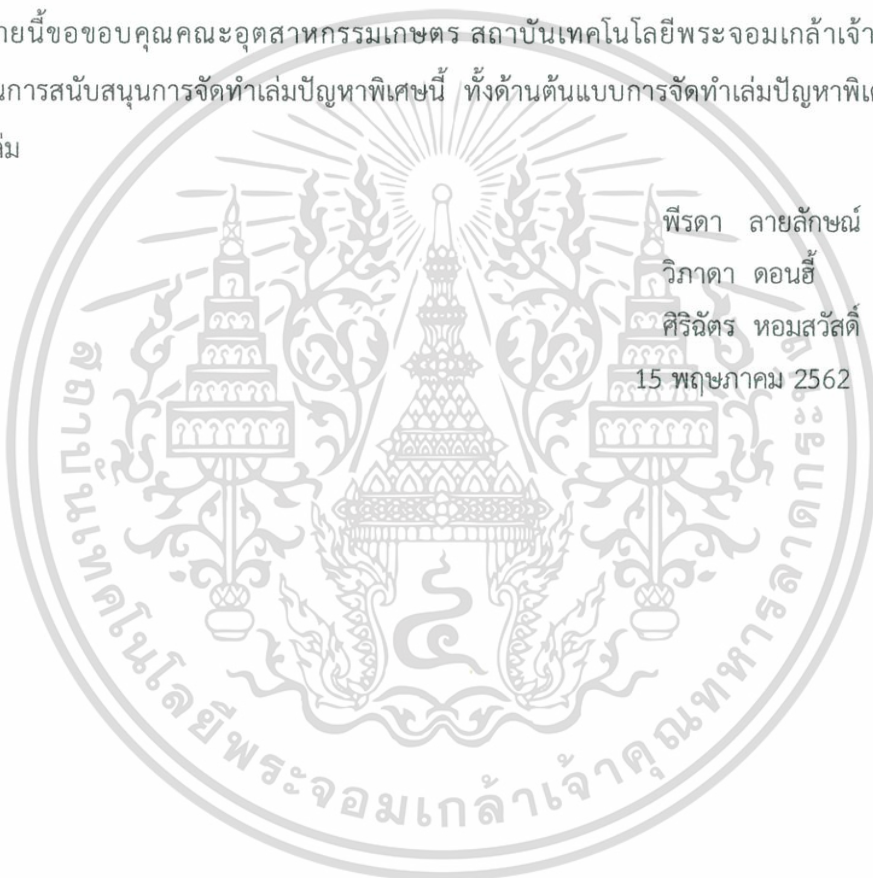 ายนี้ขอขอบคุณคณะอุตสาหกรรมเกษตร สถาบันเทคโนโลยีพระจอมเกล้าเจ้า
นการสนับสนุนการจัดทำเล่มปัญหาพิเศษนี้ ทั้งด้านต้นแบบการจัดทำเล่มปัญหาพิเศ
ล่ม
พีรดา ลายลักษณ์
วิภาดา ดอนฮี้
ศิริฉัตร หอมสวัสดิ์
15 พฤษภาคม 2562
สถาบันเทคโนโลยีพระจอมเกล้าเจ้าคุณทหารลาดกระบัง